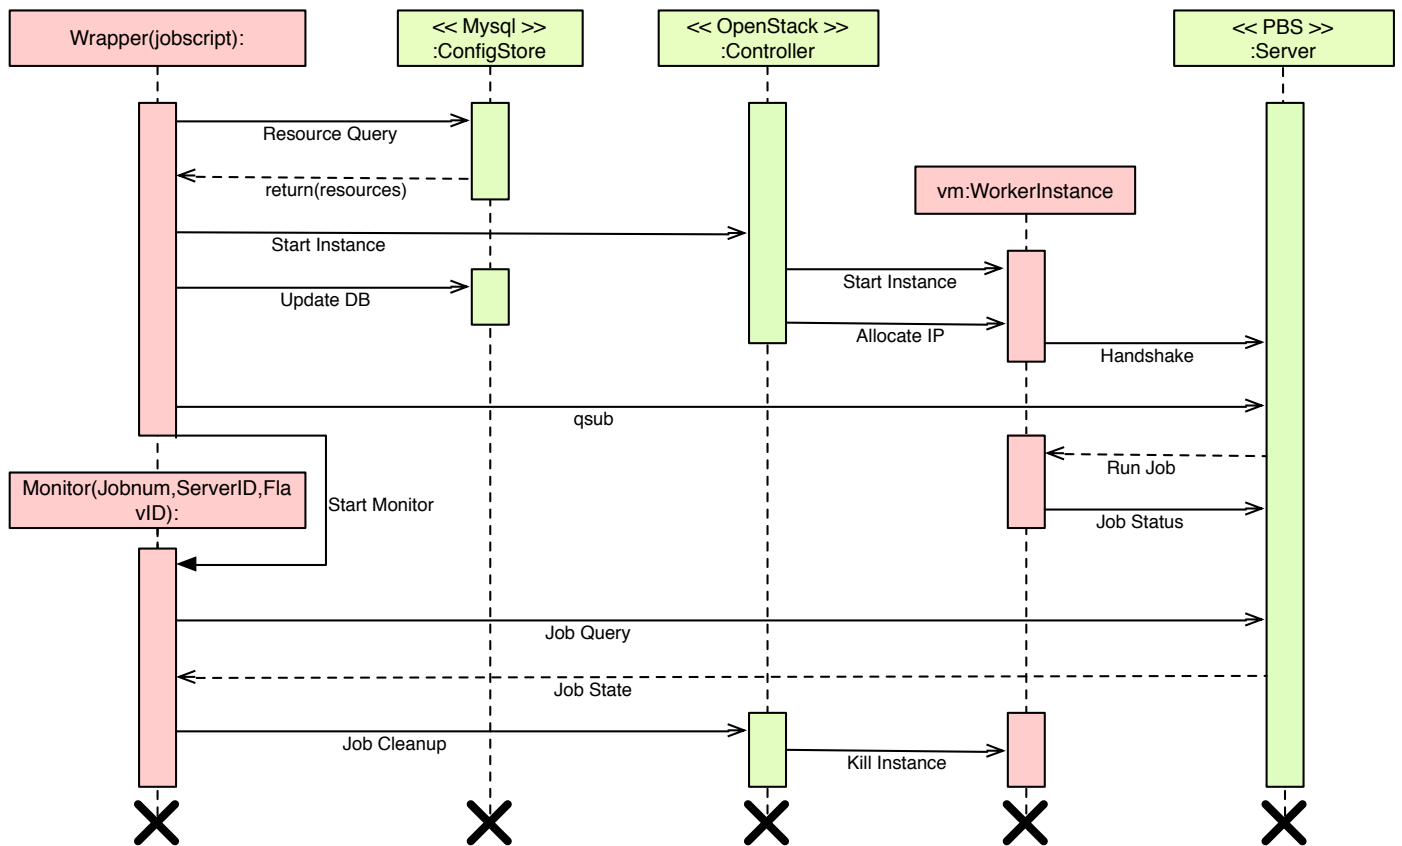 Wrapper(jobscript):
<< Mysql >>
:ConfigStore
<< OpenStack >>
:Controller
<< PBS >>
:Server
Resource Query
return(resources)
vm:WorkerInstance
Start Instance
Start Instance
Update DB
Allocate IP
Handshake
qsub
Run Job
Monitor(Jobnum,ServerID,Fla
vID):
Start Monitor
Job Status
Job Query
Job State
Job Cleanup
Kill Instance